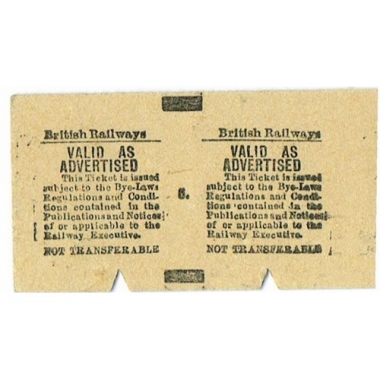 British Railways
VALID AS
ADVERTISED
This Ticket is issued
subject to the Bye-Laws
Regulations and Condi-
tions contained in the
Publications and Notices
of or applicable to the
Railway Executive.
NOT TRANSFERABLE
6.
British Railways
VALID AS
ADVERTISED
This Ticket is issued
subject to the Bye-Laws
Regulations and Condi-
tions contained in the
Publications and Notices
of or applicable to the
Railway Executive.
NOT TRANSFERABLE